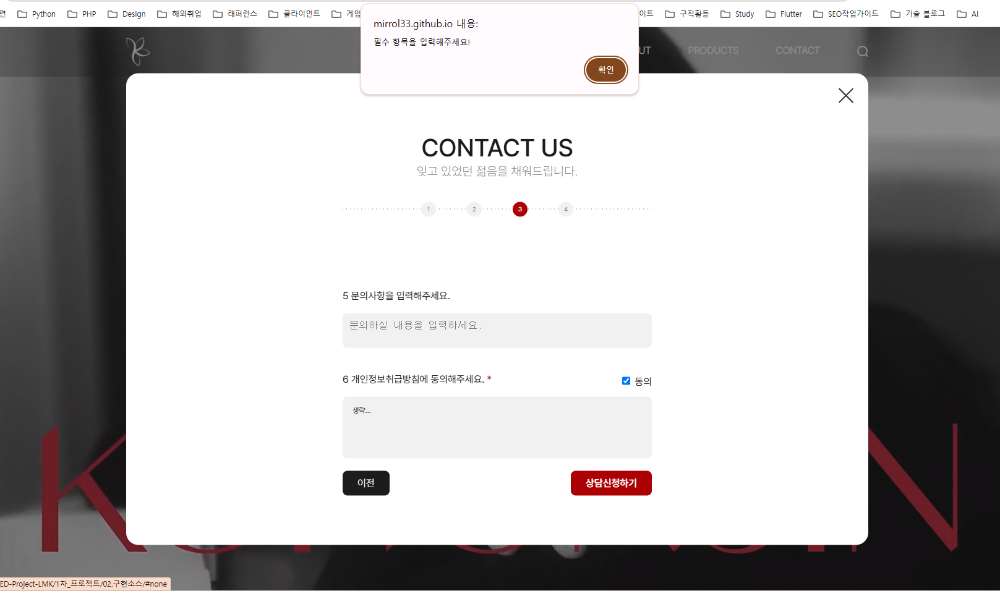 련 Python PHP Design 해외취업 래퍼런스 클라이언트 게임 이트 구직활동 Study Flutter SEO작업가이드 기술 블로그 AI
mirrol33.github.io 내용:
필수 항목을 입력해주세요!
확인
UT PRODUCTS CONTACT
CONTACT US
잊고 있었던 젊음을 채워드립니다.
1 2 3 4
5 문의사항을 입력해주세요.
문의하실 내용을 입력하세요.
6 개인정보취급방침에 동의해주세요. *
동의
생략...
이전
상담신청하기
K N
ED-Project-LMK/1차_프로젝트/02.구현소스/#none